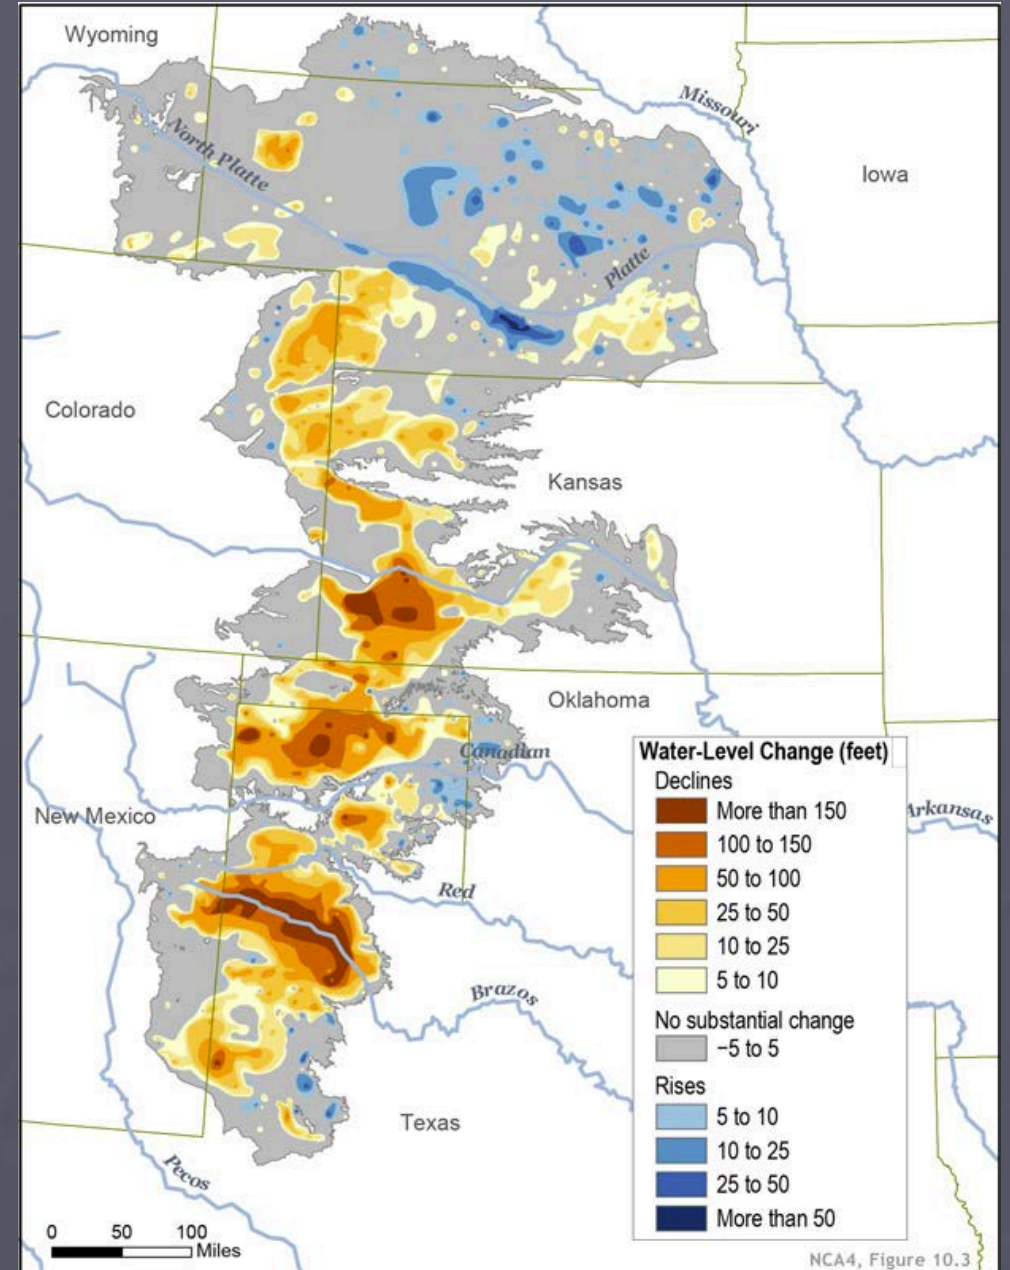 Wyoming
Missouri
Iowa
North Platte
Platte
Colorado
Kansas
Oklahoma
Canadian
New Mexico
Arkansas
Red
Brazos
Texas
Pecos
Water-Level Change (feet)
Declines
More than 150
100 to 150
50 to 100
25 to 50
10 to 25
5 to 10
No substantial change
−5 to 5
Rises
5 to 10
10 to 25
25 to 50
More than 50
0 50 100
Miles
NCA4, Figure 10.3